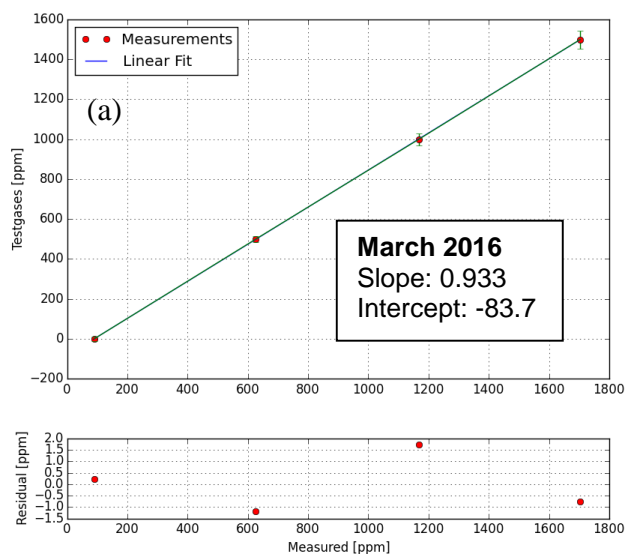 1600
1400
1200
1000
800
600
400
200
0
−200
Testgases [ppm]
Measurements
Linear Fit
(a)
March 2016
Slope: 0.933
Intercept: -83.7
0 200 400 600 800 1000 1200 1400 1600 1800
2.0
1.5
1.0
0.5
0.0
−0.5
−1.0
−1.5
Residual [ppm]
0 200 400 600 800 1000 1200 1400 1600 1800
Measured [ppm]